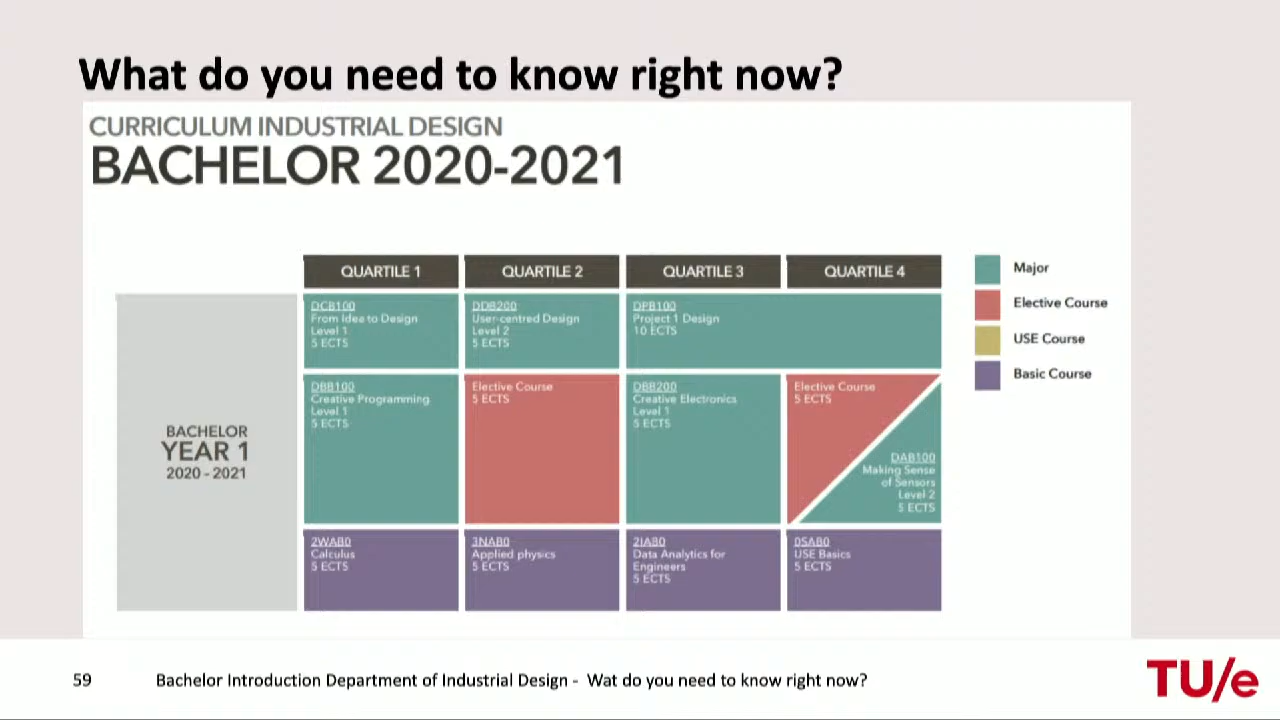 What do you need to know right now?
CURRICULUM INDUSTRIAL DESIGN
BACHELOR 2020-2021
QUARTILE 1
QUARTILE 2
QUARTILE 3
QUARTILE 4
Major
Elective Course
USE Course
Basic Course
BACHELOR
YEAR 1
2020 - 2021
DCB100
From Idea to Design
Level 1
5 ECTS
DDB200
User-centred Design
Level 2
5 ECTS
DPB100
Project 1 Design
10 ECTS
DBB100
Creative Programming
Level 1
5 ECTS
Elective Course
5 ECTS
DBB200
Creative Electronics
Level 1
5 ECTS
Elective Course
5 ECTS
DAB100
Making Sense
of Sensors
Level 2
5 ECTS
2WAB0
Calculus
5 ECTS
3NAB0
Applied physics
5 ECTS
2IAB0
Data Analytics for
Engineers
5 ECTS
0SAB0
USE Basics
5 ECTS
59
Bachelor Introduction Department of Industrial Design - Wat do you need to know right now?
TU/e